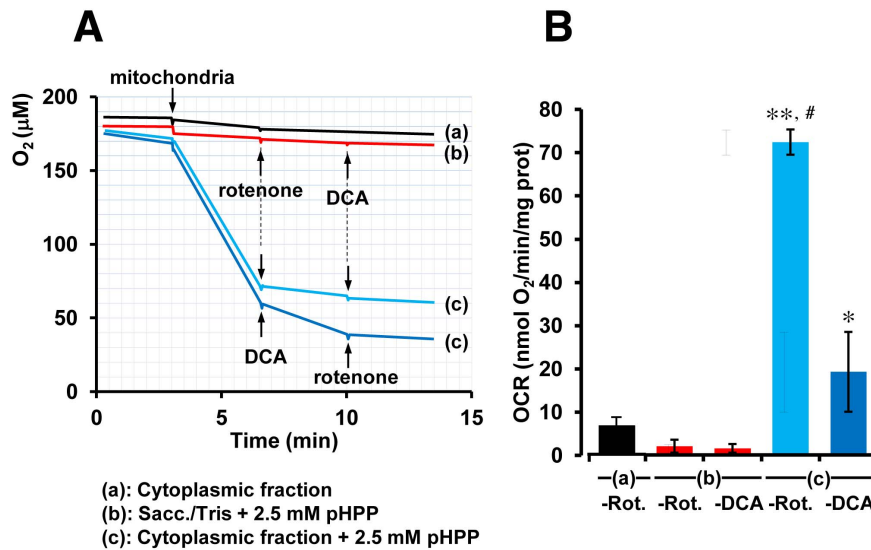 A
mitochondria
O₂ (μM)
200
150
100
50
0
(a)
(b)
rotenone
DCA
(c)
(c)
DCA
rotenone
0
5
10
15
Time (min)
(a): Cytoplasmic fraction
(b): Sacc./Tris + 2.5 mM pHPP
(c): Cytoplasmic fraction + 2.5 mM pHPP
B
OCR (nmol O₂/min/mg prot)
80
70
60
50
40
30
20
10
0
**, #
*
(a) (b) (c)
-Rot. -Rot. -DCA -Rot. -DCA